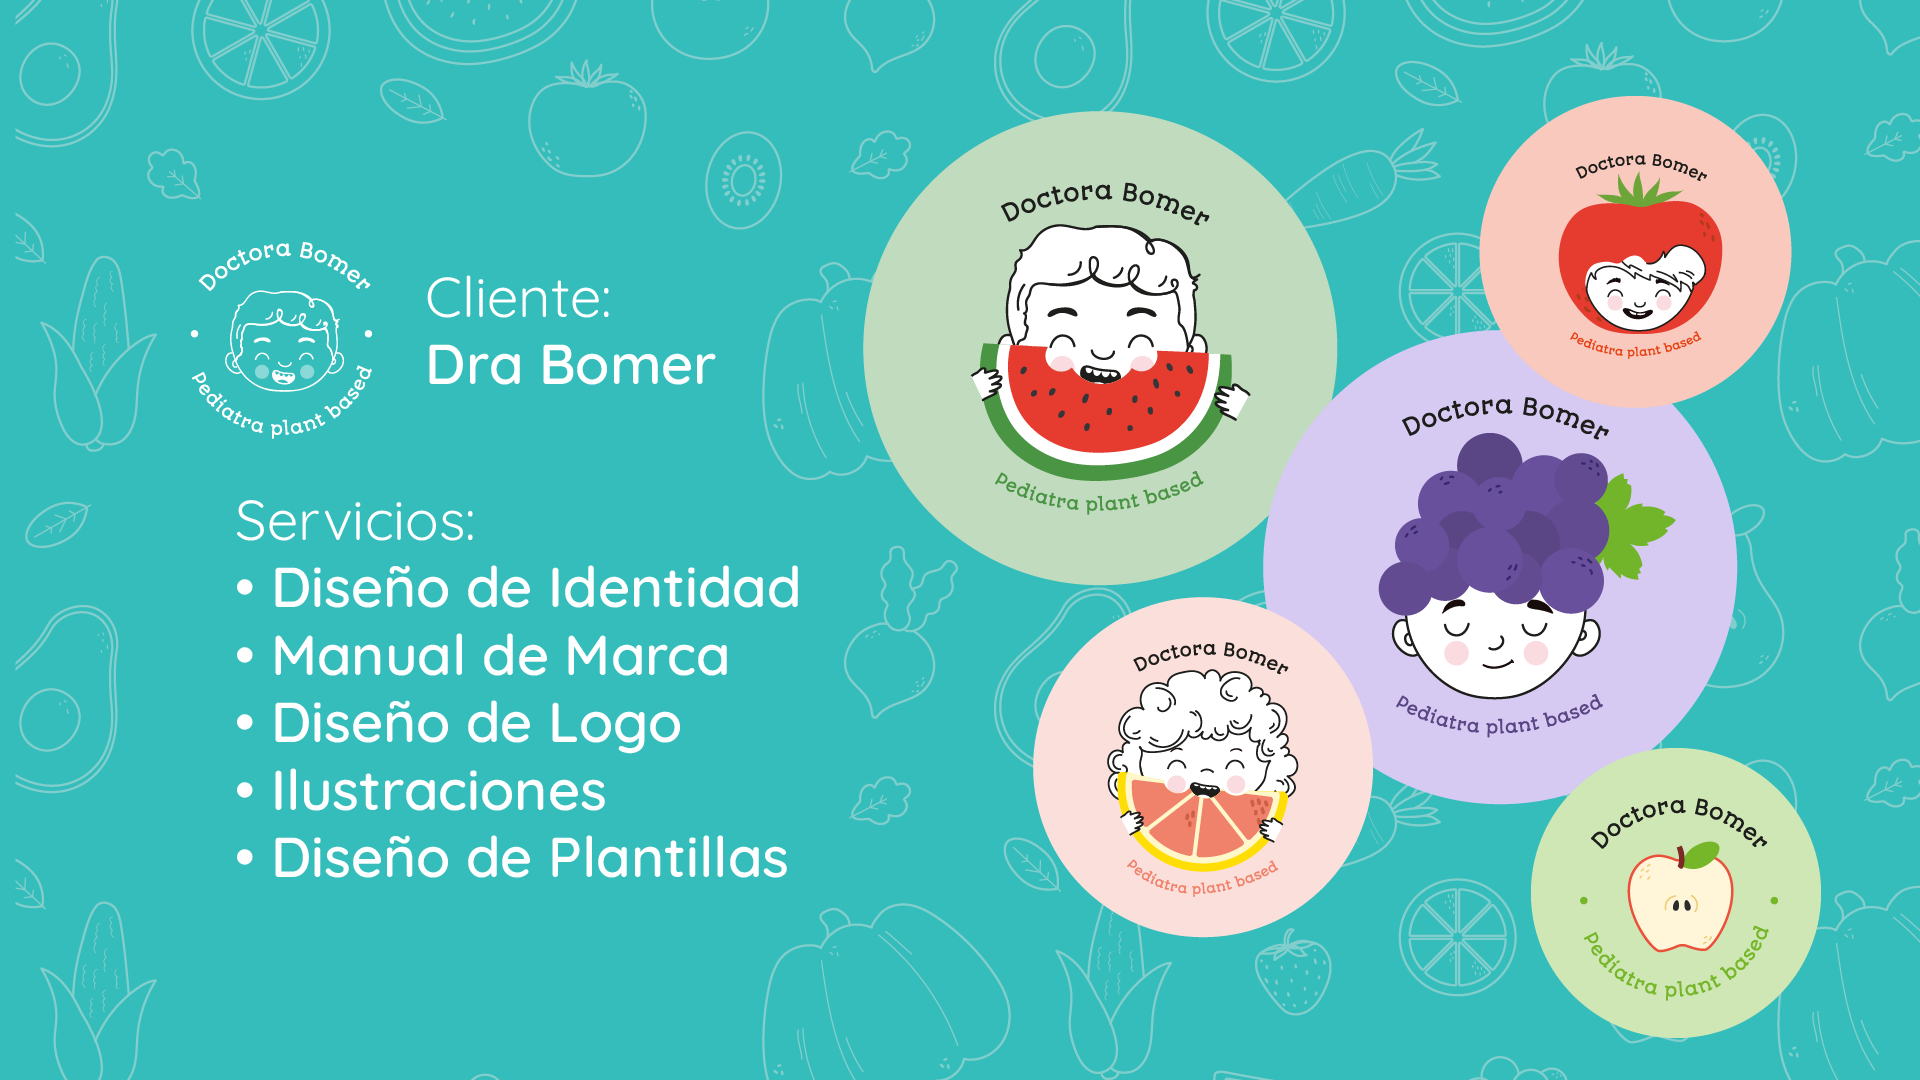 Doctora Bomer
Pediatra plant based
Cliente:
Dra Bomer
Servicios:
• Diseño de Identidad
• Manual de Marca
• Diseño de Logo
• Ilustraciones
• Diseño de Plantillas
Doctora Bomer
Pediatra plant based
Doctora Bomer
Pediatra plant based
Doctora Bomer
Pediatra plant based
Doctora Bomer
Pediatra plant based
Doctora Bomer
Pediatra plant based